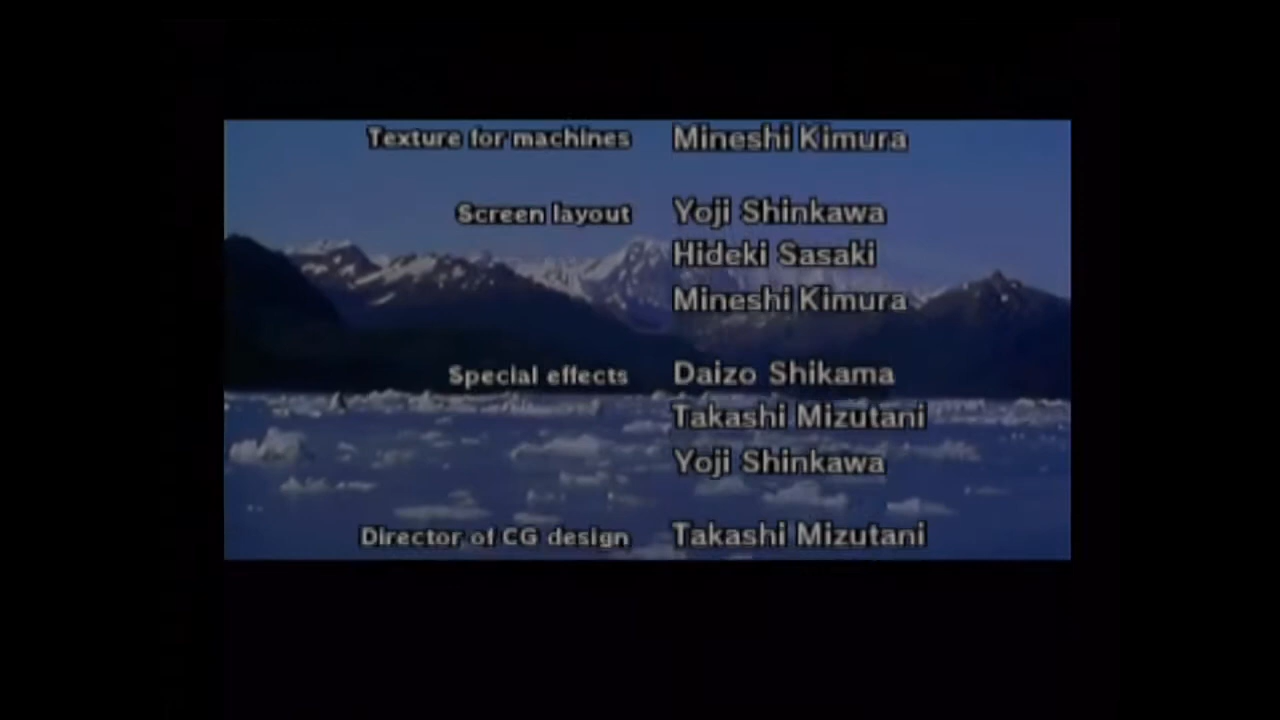 Texture for machines Mineshi Kimura
Screen layout Yoji Shinkawa
Hideki Sasaki
Mineshi Kimura
Special effects Daizo Shikama
Takashi Mizutani
Yoji Shinkawa
Director of CG design Takashi Mizutani